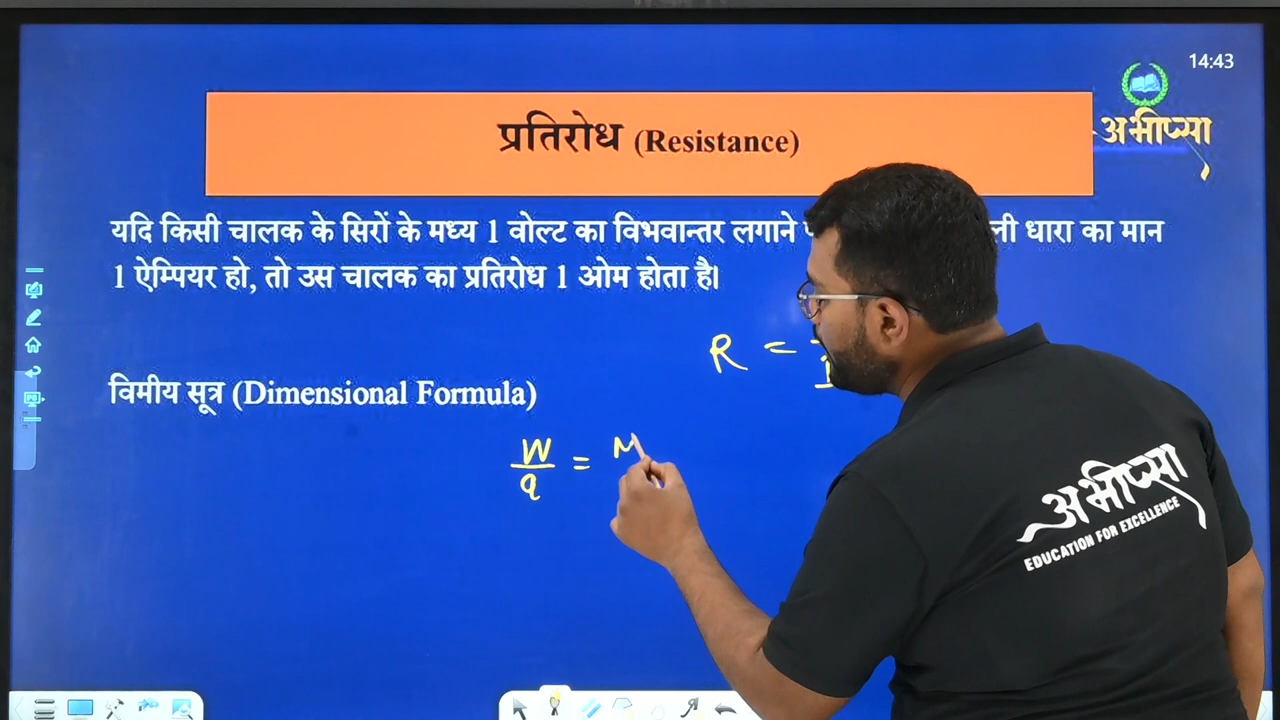 14:43
अभीप्सा
प्रतिरोध (Resistance)
यदि किसी चालक के सिरों के मध्य 1 वोल्ट का विभवान्तर लगाने धारा का मान
1 ऐम्पियर हो, तो उस चालक का प्रतिरोध 1 ओम होता है।
R =
विमीय सूत्र (Dimensional Formula)
W/q = M
अभीप्सा
EDUCATION FOR EXCELLENCE